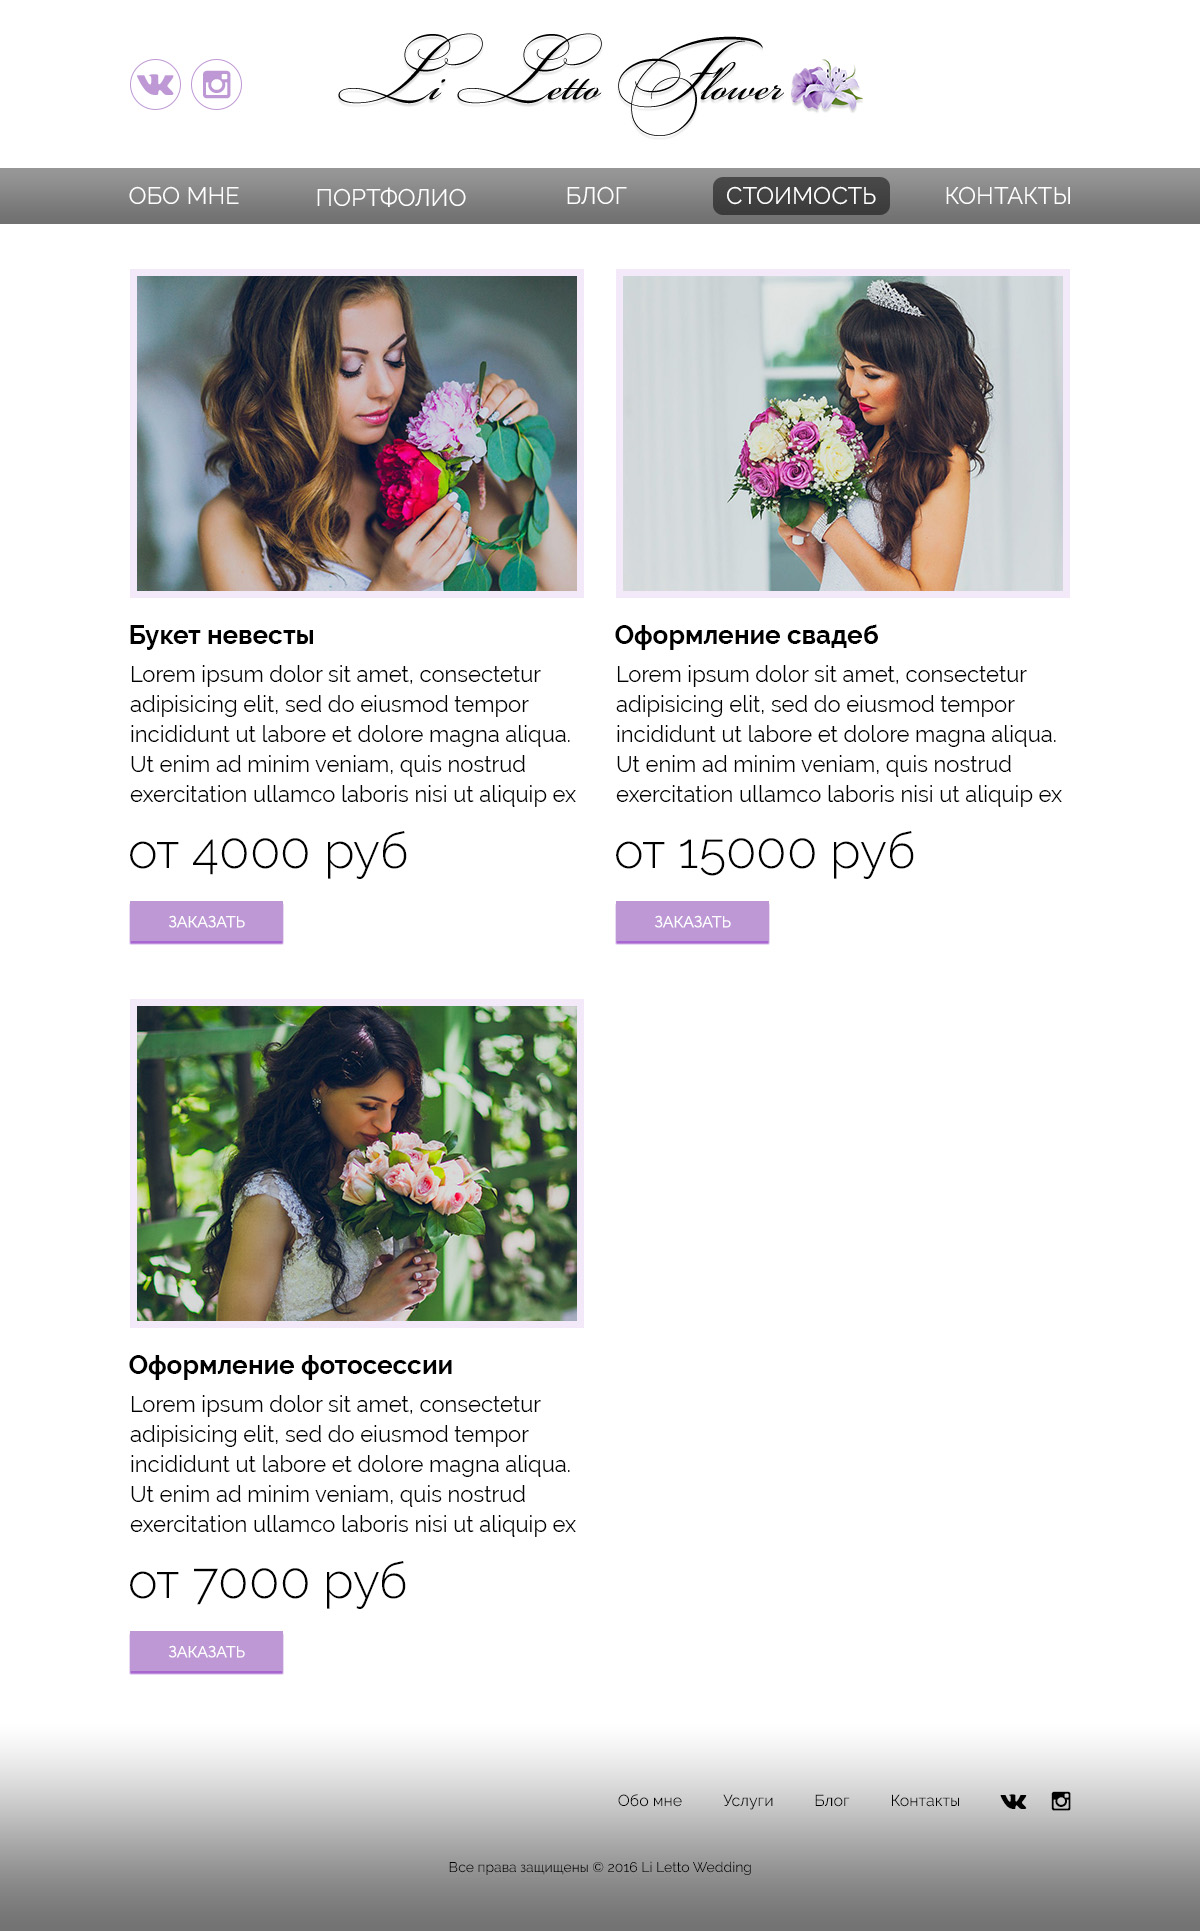 Li Letto Flower
ОБО МНЕ
ПОРТФОЛИО
БЛОГ
СТОИМОСТЬ
КОНТАКТЫ
Букет невесты
Lorem ipsum dolor sit amet, consectetur
adipisicing elit, sed do eiusmod tempor
incididunt ut labore et dolore magna aliqua.
Ut enim ad minim veniam, quis nostrud
exercitation ullamco laboris nisi ut aliquip ex
от 4000 руб
ЗАКАЗАТЬ
Оформление свадеб
Lorem ipsum dolor sit amet, consectetur
adipisicing elit, sed do eiusmod tempor
incididunt ut labore et dolore magna aliqua.
Ut enim ad minim veniam, quis nostrud
exercitation ullamco laboris nisi ut aliquip ex
от 15000 руб
ЗАКАЗАТЬ
Оформление фотосессии
Lorem ipsum dolor sit amet, consectetur
adipisicing elit, sed do eiusmod tempor
incididunt ut labore et dolore magna aliqua.
Ut enim ad minim veniam, quis nostrud
exercitation ullamco laboris nisi ut aliquip ex
от 7000 руб
ЗАКАЗАТЬ
Обо мне
Услуги
Блог
Контакты
Все права защищены © 2016 Li Letto Wedding